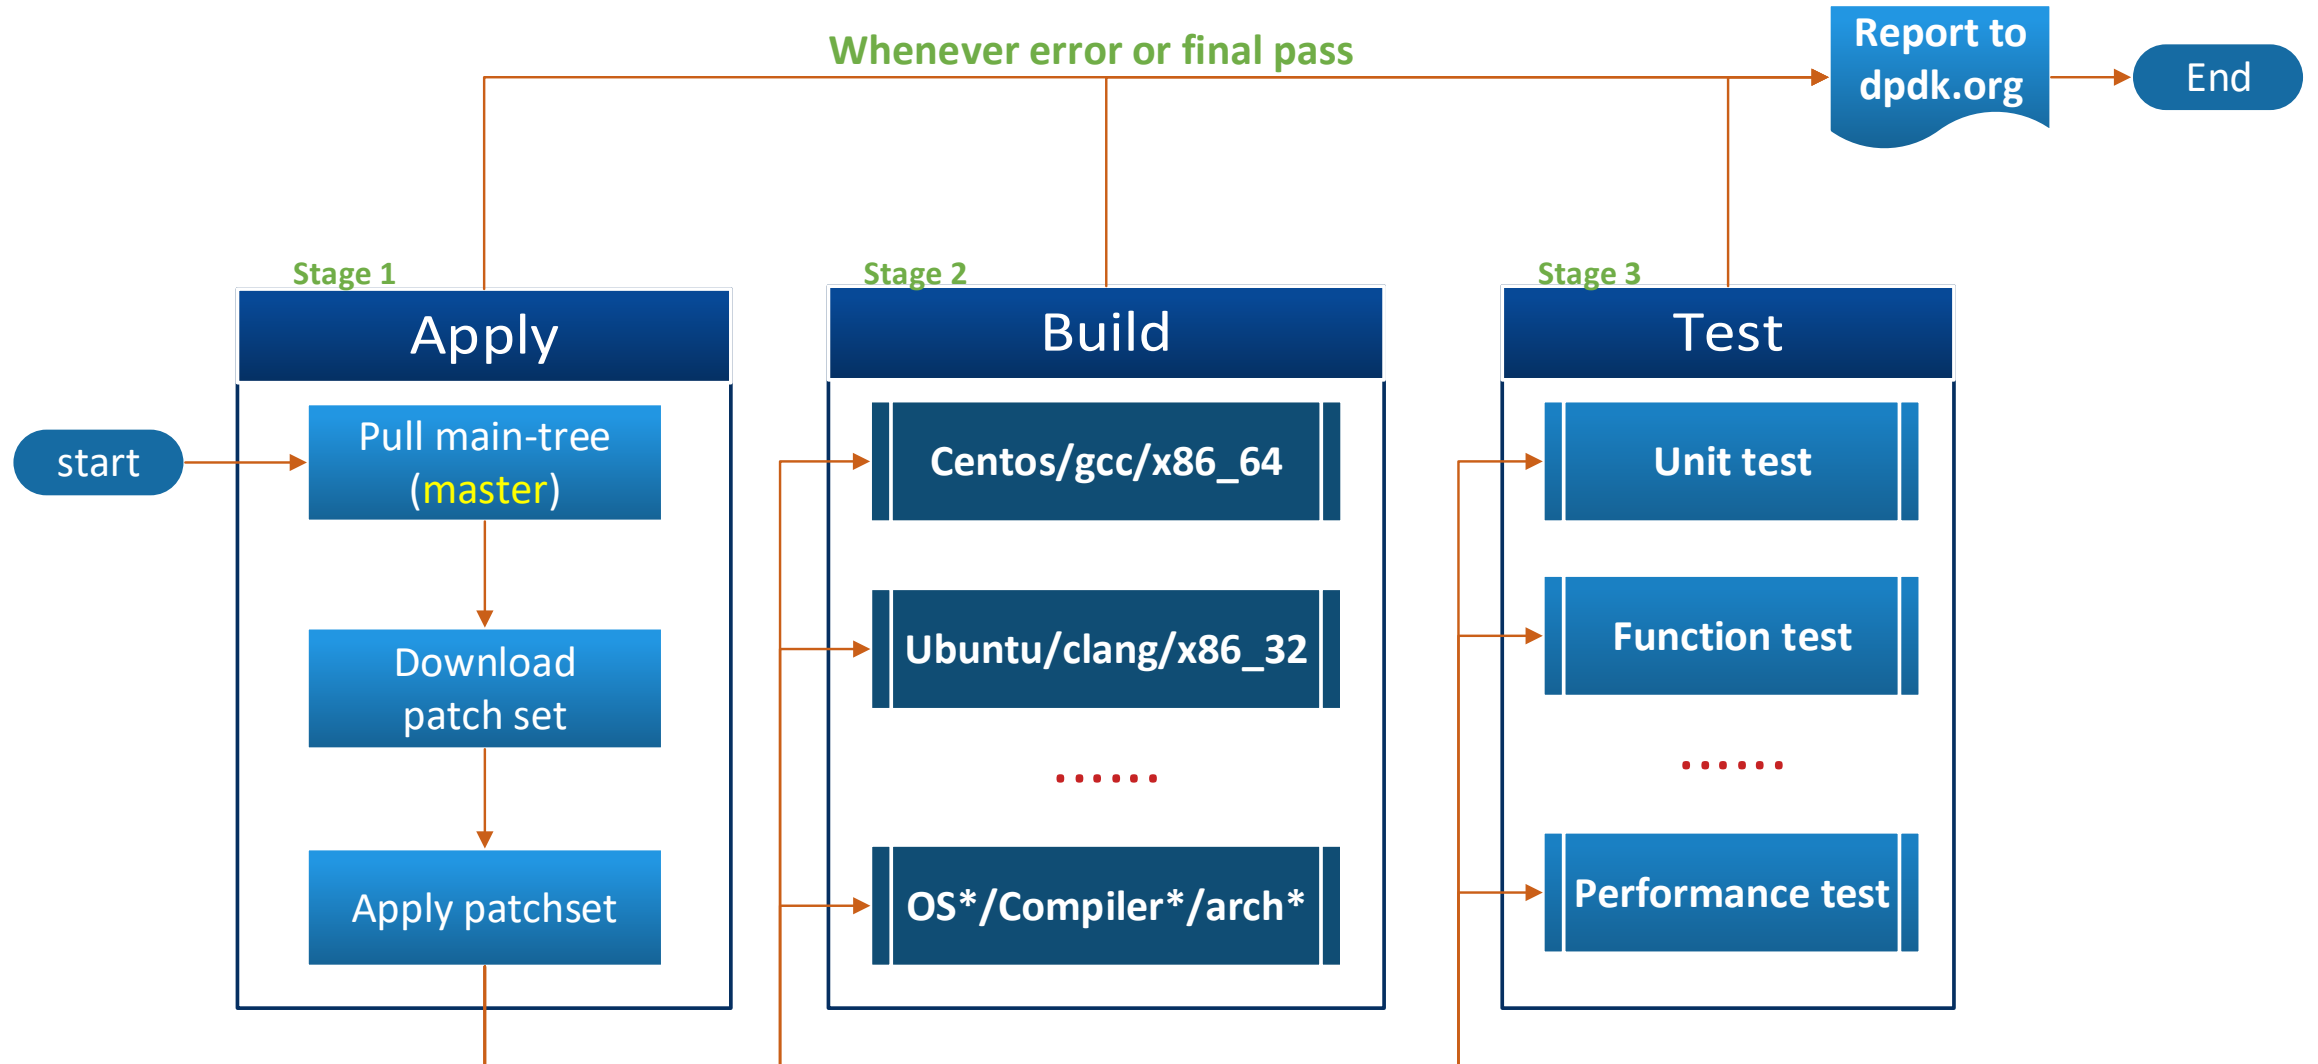 Whenever error or final pass
Report to
dpdk.org
End
Stage 1
Apply
start
Pull main-tree
(master)
Download
patch set
Apply patchset
Stage 2
Build
Centos/gcc/x86_64
Ubuntu/clang/x86_32
......
OS*/Compiler*/arch*
Stage 3
Test
Unit test
Function test
......
Performance test